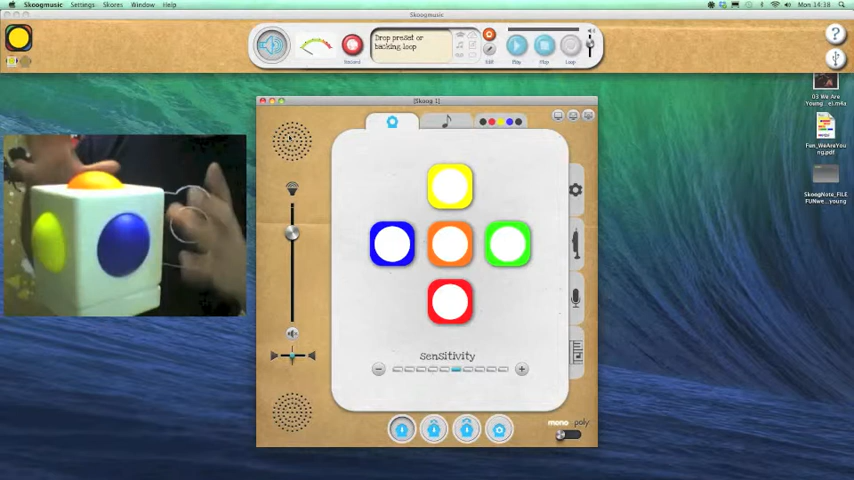 Skoogmusic Settings Skores Window Help
Mon 14:38
Skoogmusic
Drop preset or
backing loop
Record
Edit
Play
Stop
Loop
?
[Skoog 1]
03 We Are
Young
Fun_WeAreYou
ng.pdf
SkoogNote_FILE
FUNwe
young
sensitivity
mono poly